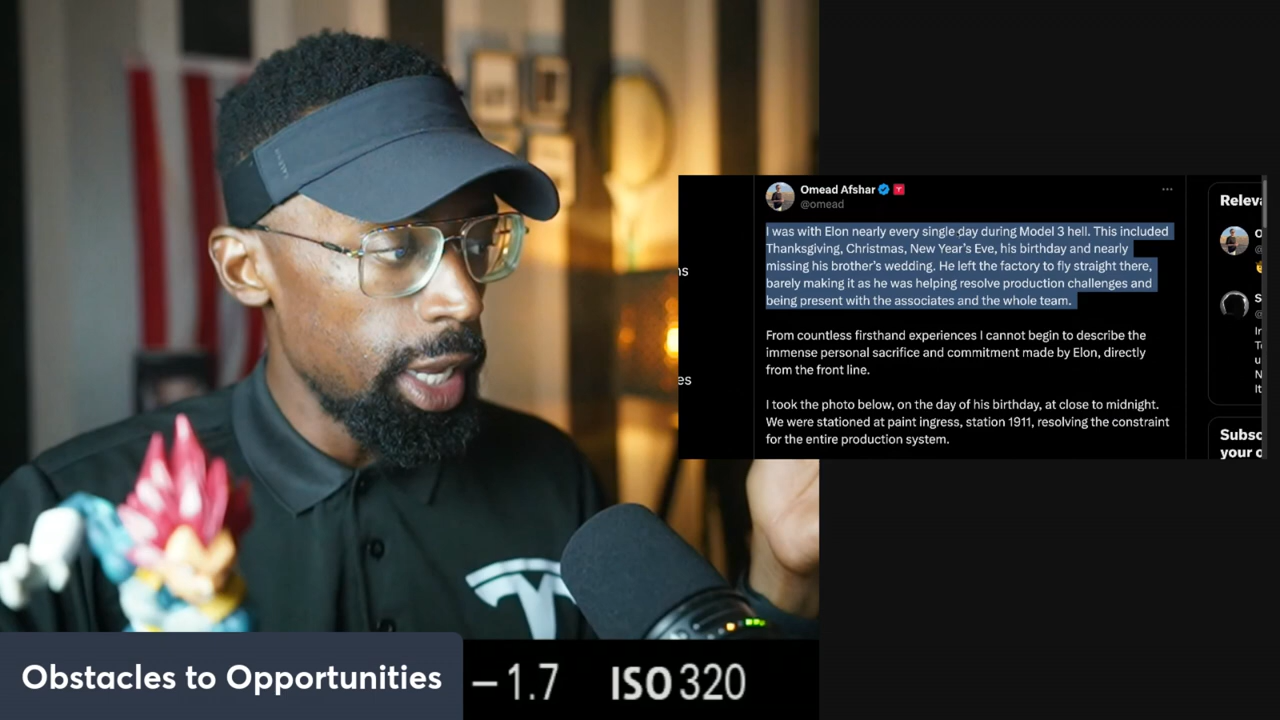 Omead Afshar
@omead
I was with Elon nearly every single day during Model 3 hell. This included
Thanksgiving, Christmas, New Year's Eve, his birthday and nearly
missing his brother's wedding. He left the factory to fly straight there,
barely making it as he was helping resolve production challenges and
being present with the associates and the whole team.
From countless firsthand experiences I cannot begin to describe the
immense personal sacrifice and commitment made by Elon, directly
from the front line.
I took the photo below, on the day of his birthday, at close to midnight.
We were stationed at paint ingress, station 1911, resolving the constraint
for the entire production system.
Releva
Subsc
your o
Obstacles to Opportunities
– 1.7 ISO 320